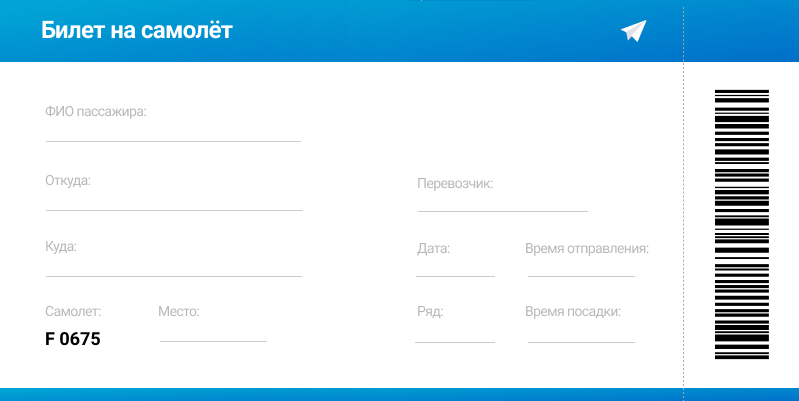 Билет на самолёт
ФИО пассажира:
Откуда:
Перевозчик:
Куда:
Дата: Время отправления:
Самолет: Место: Ряд: Время посадки:
F 0675